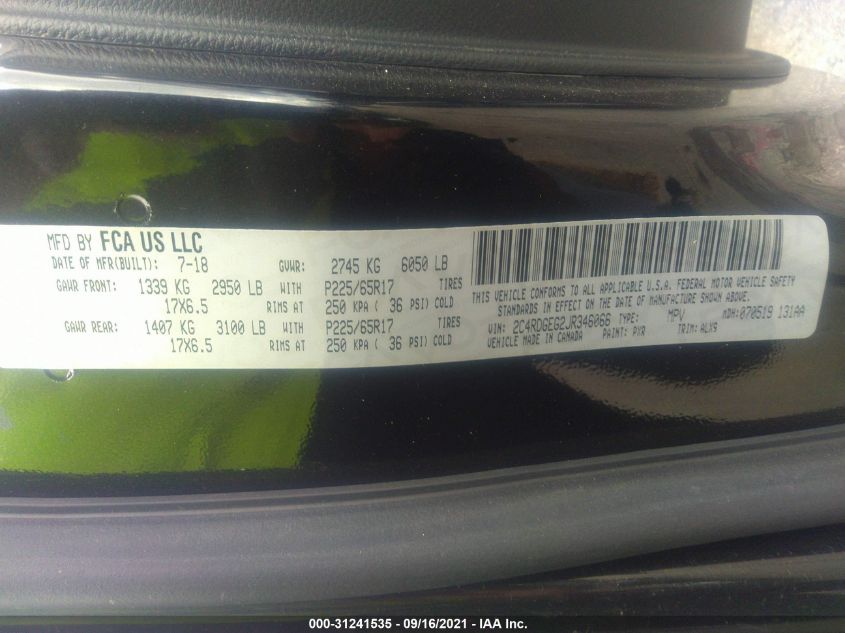 MFD BY FCA US LLC
DATE OF MFR(BUILT): 7-18 GVWR: 2745 KG 6050 LB
GAWR FRONT: 1339 KG 2950 LB WITH P225/65R17 TIRES
17X6.5 RIMS AT 250 KPA ( 36 PSI) COLD
GAWR REAR: 1407 KG 3100 LB WITH P225/65R17 TIRES
17X6.5 RIMS AT 250 KPA ( 36 PSI) COLD
THIS VEHICLE CONFORMS TO ALL APPLICABLE U.S.A. FEDERAL MOTOR VEHICLE SAFETY
STANDARDS IN EFFECT ON THE DATE OF MANUFACTURE SHOWN ABOVE.
VIN: 2C4RDGEG2JR346066 TYPE: MPV MDH: 070519 131AA
VEHICLE MADE IN CANADA PAINT: PXR TRIM: ALX9
000-31241535 - 09/16/2021 - IAA Inc.